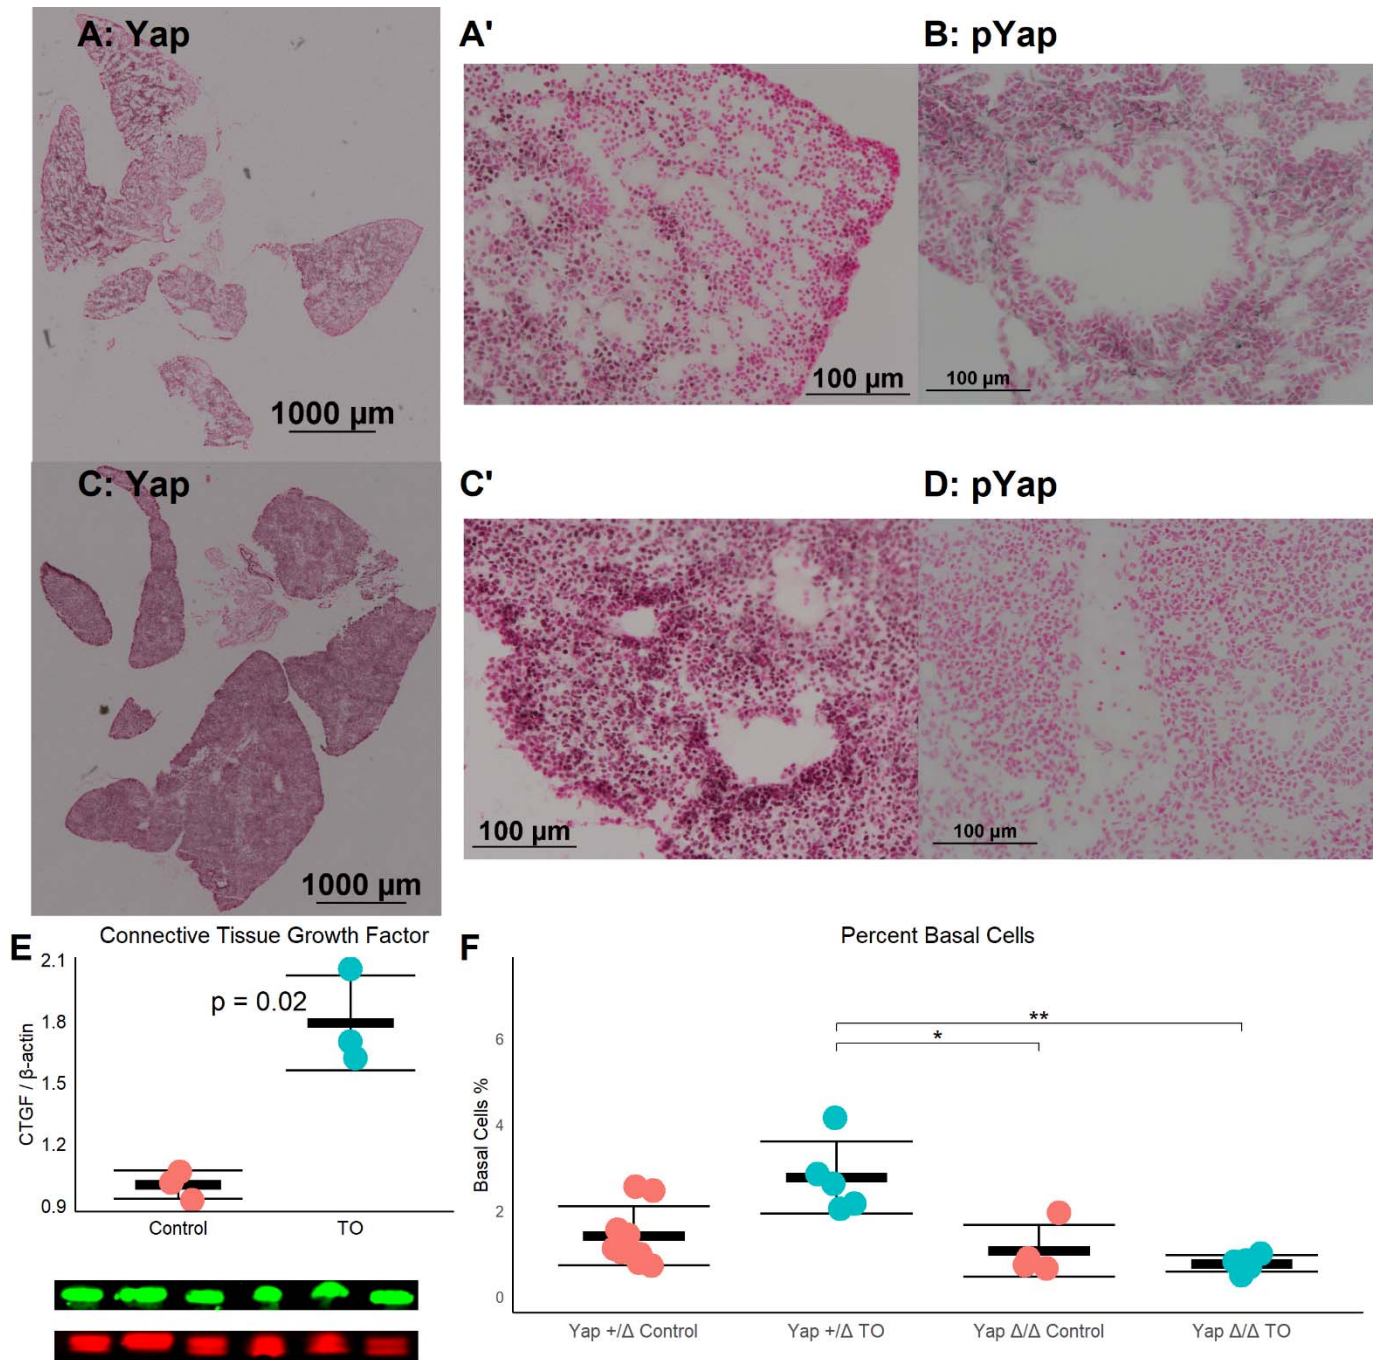 A: Yap
A'
B: pYap
1000 µm
100 µm
100 µm
C: Yap
C'
D: pYap
1000 µm
100 µm
100 µm
E
Connective Tissue Growth Factor
2.1
1.8
1.5
1.2
0.9
CTGF / β-actin
p = 0.02
Control
TO
F
Percent Basal Cells
6
4
2
0
Basal Cells %
*
**
Yap +/Δ Control
Yap +/Δ TO
Yap Δ/Δ Control
Yap Δ/Δ TO